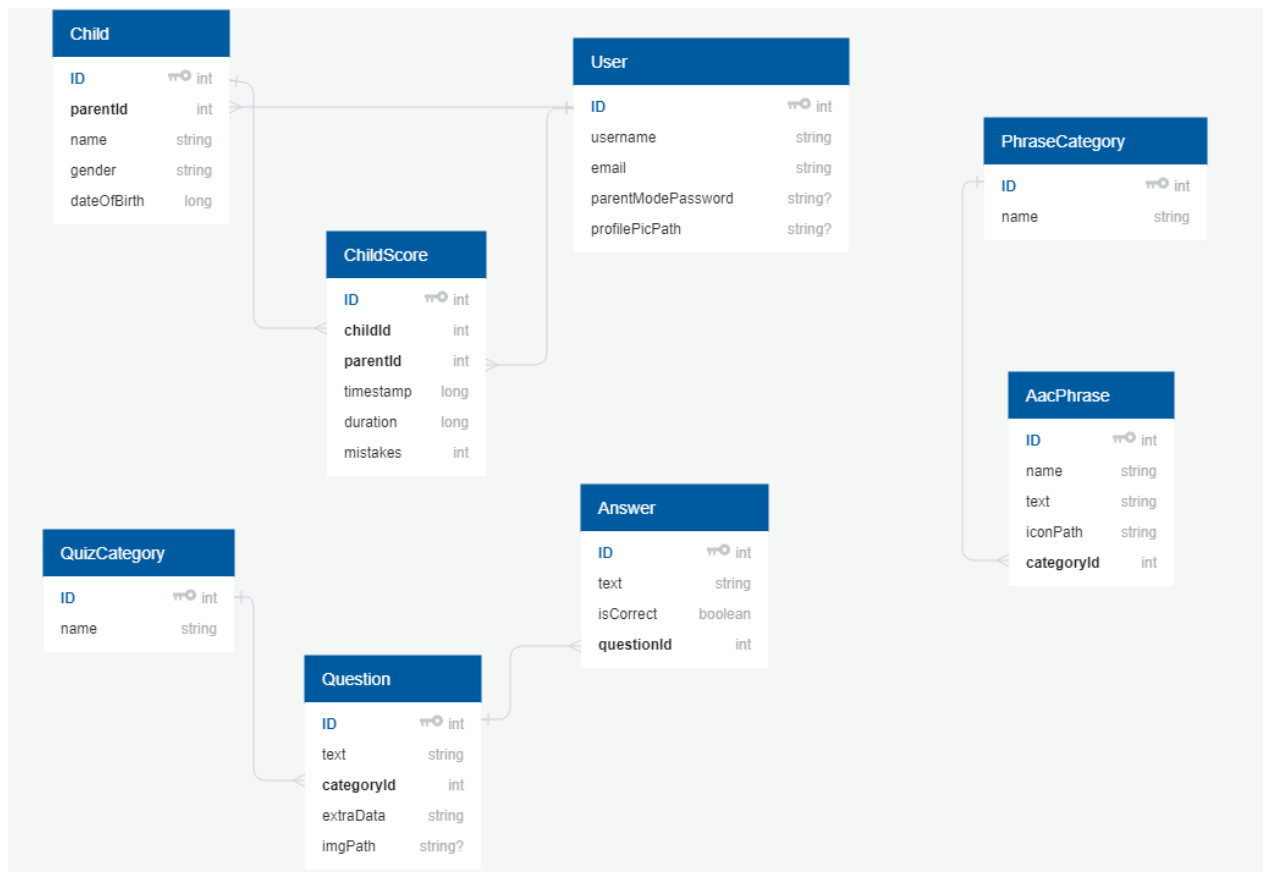 Child
ID int
parentId int
name string
gender string
dateOfBirth long
User
ID int
username string
email string
parentModePassword string?
profilePicPath string?
PhraseCategory
ID int
name string
ChildScore
ID int
childId int
parentId int
timestamp long
duration long
mistakes int
AacPhrase
ID int
name string
text string
iconPath string
categoryId int
Answer
ID int
text string
isCorrect boolean
questionId int
QuizCategory
ID int
name string
Question
ID int
text string
categoryId int
extraData string
imgPath string?